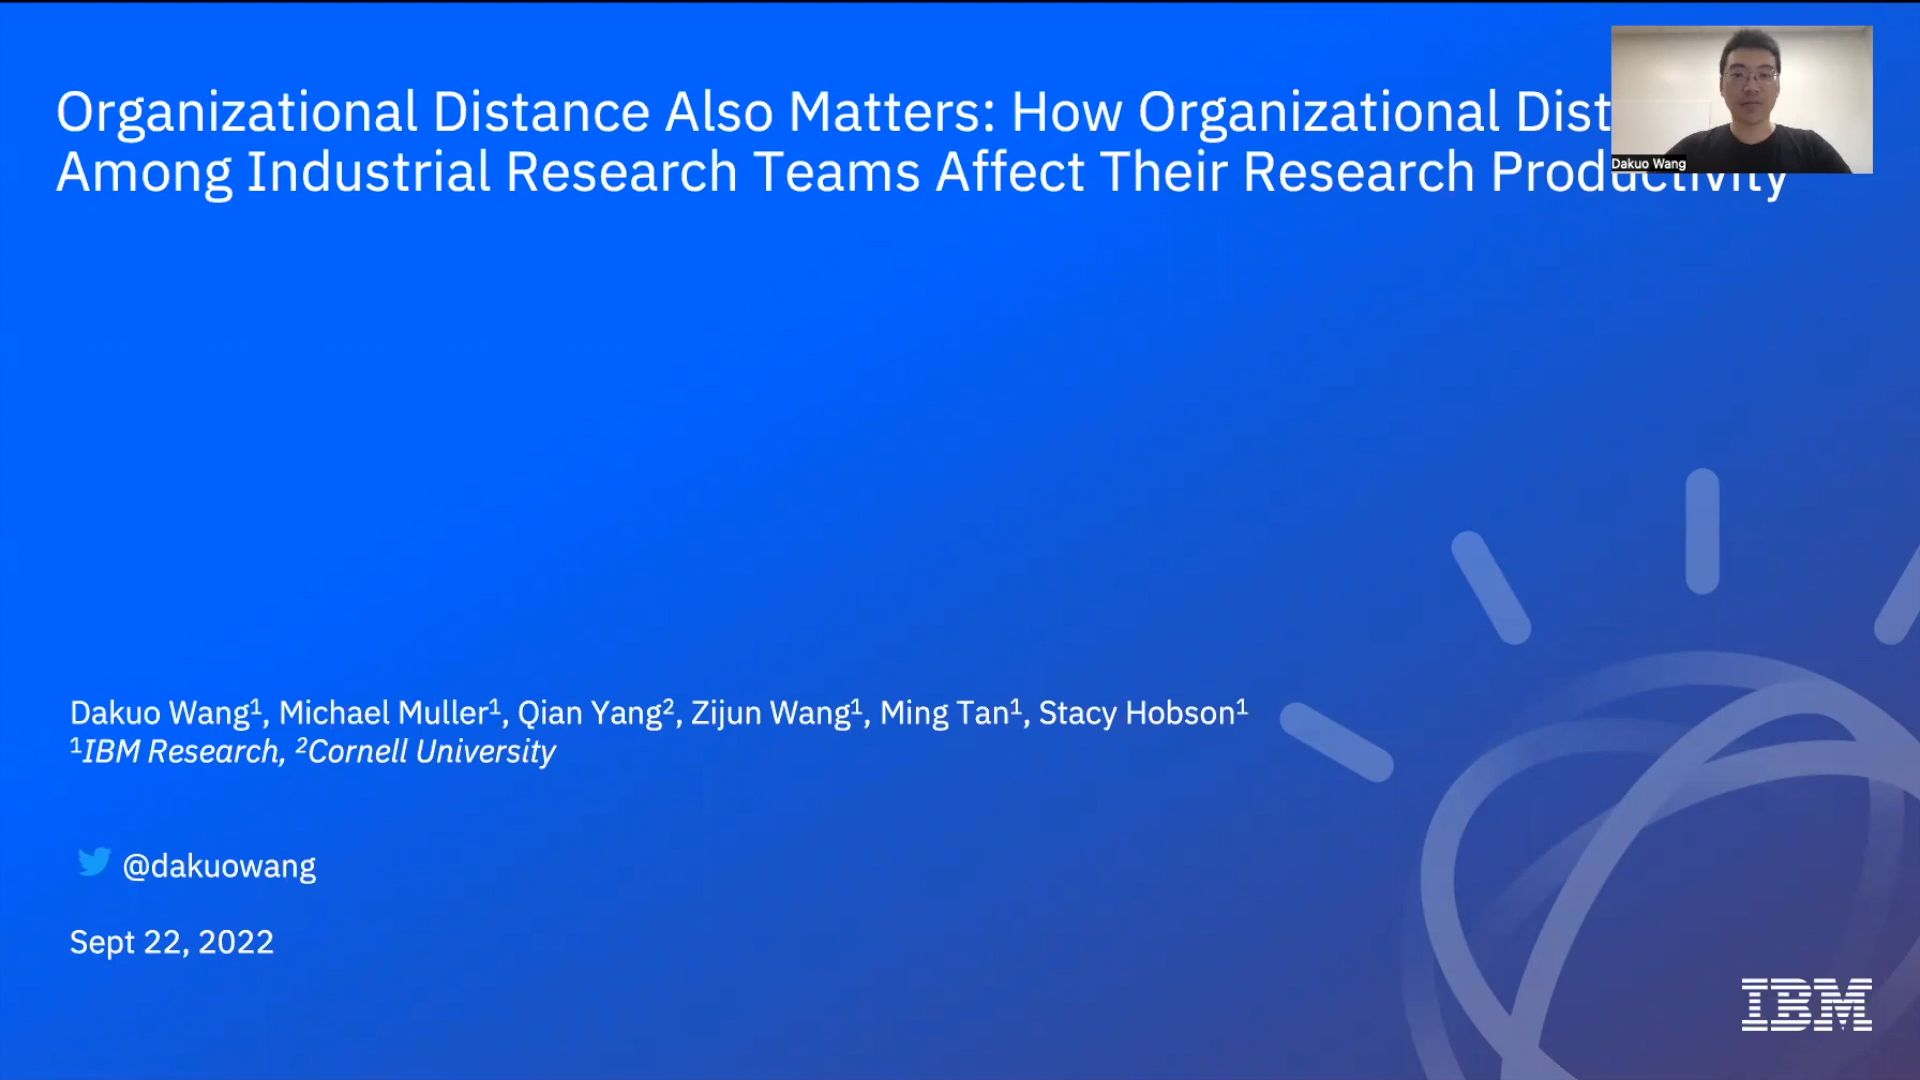 Organizational Distance Also Matters: How Organizational Dist
Among Industrial Research Teams Affect Their Research Productivity
Dakuo Wang
Dakuo Wang¹, Michael Muller¹, Qian Yang², Zijun Wang¹, Ming Tan¹, Stacy Hobson¹
¹IBM Research, ²Cornell University
@dakuowang
Sept 22, 2022
IBM